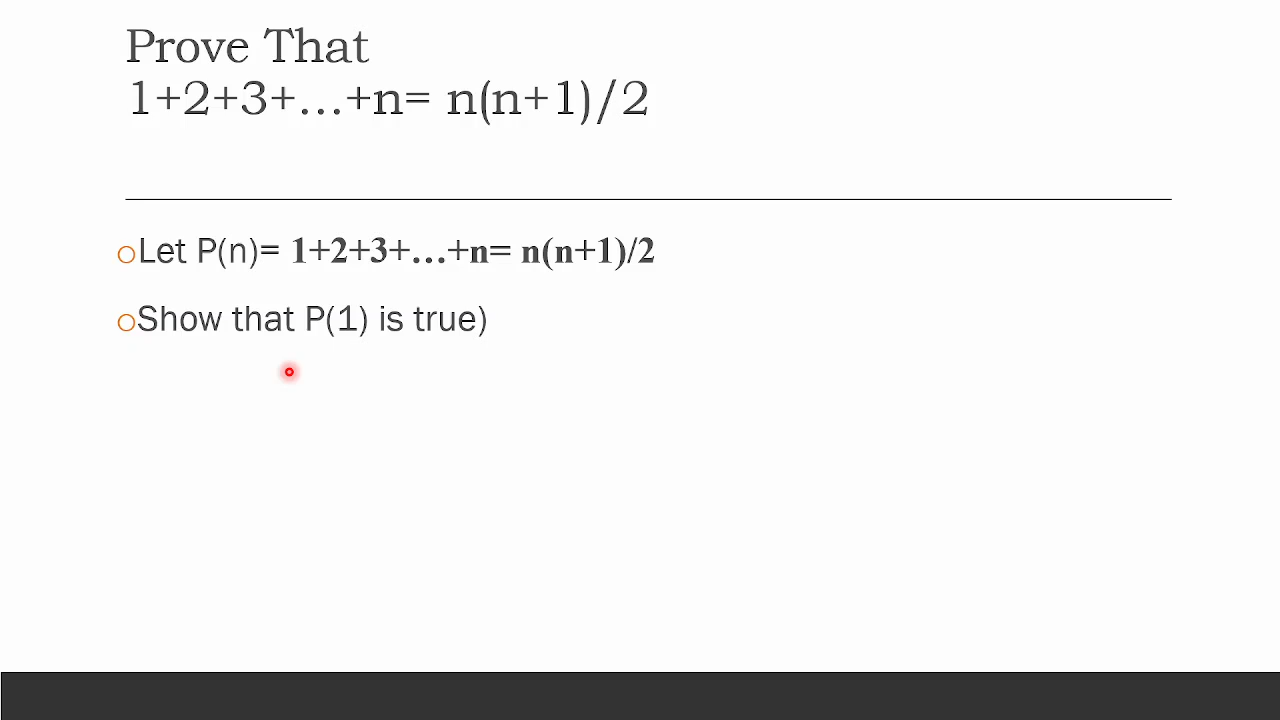 Prove That
1+2+3+...+n= n(n+1)/2
Let P(n)= 1+2+3+...+n= n(n+1)/2
Show that P(1) is true)